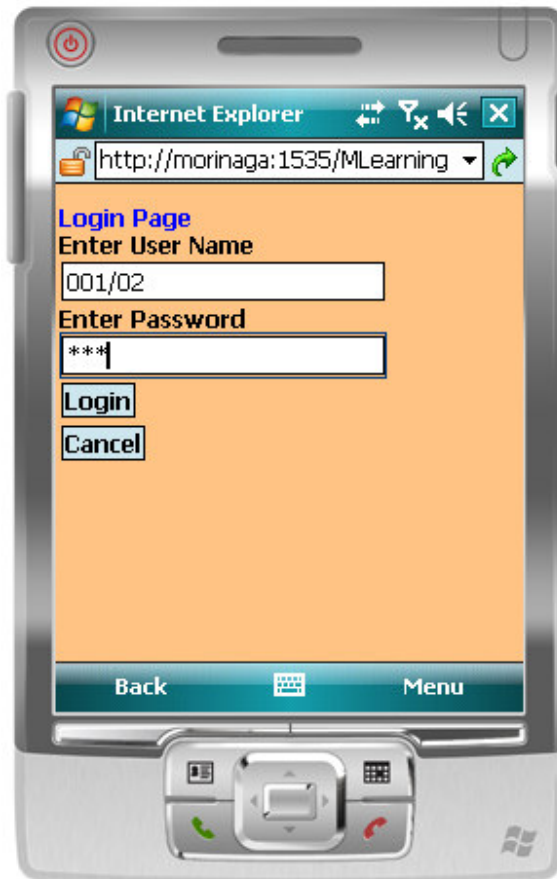 Internet Explorer
http://morinaga:1535/MLearning
Login Page
Enter User Name
001/02
Enter Password
***
Login
Cancel
Back Menu